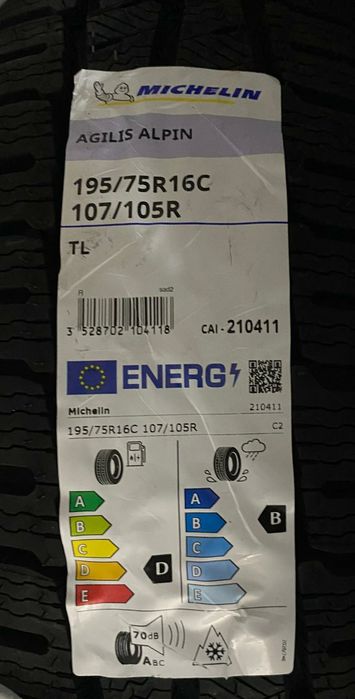 MICHELIN
AGILIS ALPIN
195/75R16C
107/105R
TL
R sad2
3 528702 104118
CAI - 210411
ENERG
Michelin 210411
195/75R16C 107/105R C2
A A
B B B
C C
D D D
E E
70dB
ABC